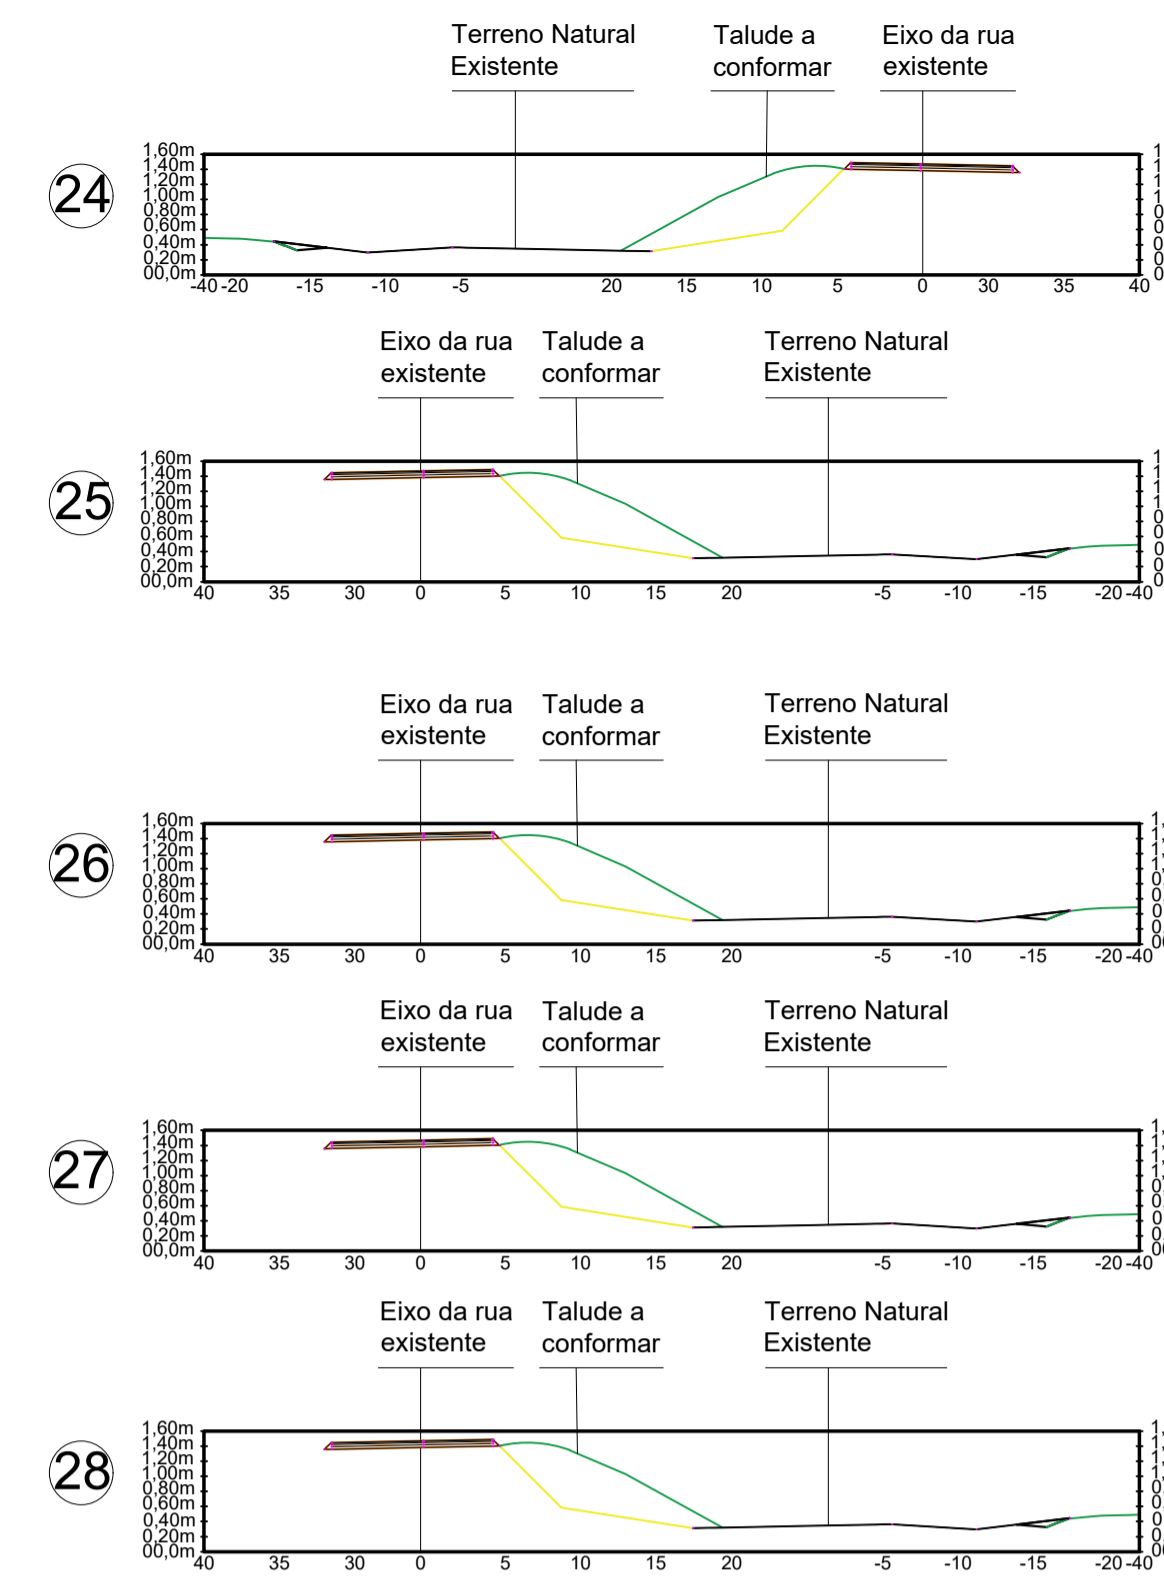 Terreno Natural
Existente
Talude a
conformar
Eixo da rua
existente
24
1,60m
1,40m
1,20m
1,00m
0,80m
0,60m
0,40m
0,20m
00,0m
-40 -20 -15 -10 -5 20 15 10 5 0 30 35 40
Eixo da rua
existente
Talude a
conformar
Terreno Natural
Existente
25
1,60m
1,40m
1,20m
1,00m
0,80m
0,60m
0,40m
0,20m
00,0m
40 35 30 0 5 10 15 20 -5 -10 -15 -20 -40
Eixo da rua
existente
Talude a
conformar
Terreno Natural
Existente
26
1,60m
1,40m
1,20m
1,00m
0,80m
0,60m
0,40m
0,20m
00,0m
40 35 30 0 5 10 15 20 -5 -10 -15 -20 -40
Eixo da rua
existente
Talude a
conformar
Terreno Natural
Existente
27
1,60m
1,40m
1,20m
1,00m
0,80m
0,60m
0,40m
0,20m
00,0m
40 35 30 0 5 10 15 20 -5 -10 -15 -20 -40
Eixo da rua
existente
Talude a
conformar
Terreno Natural
Existente
28
1,60m
1,40m
1,20m
1,00m
0,80m
0,60m
0,40m
0,20m
00,0m
40 35 30 0 5 10 15 20 -5 -10 -15 -20 -40